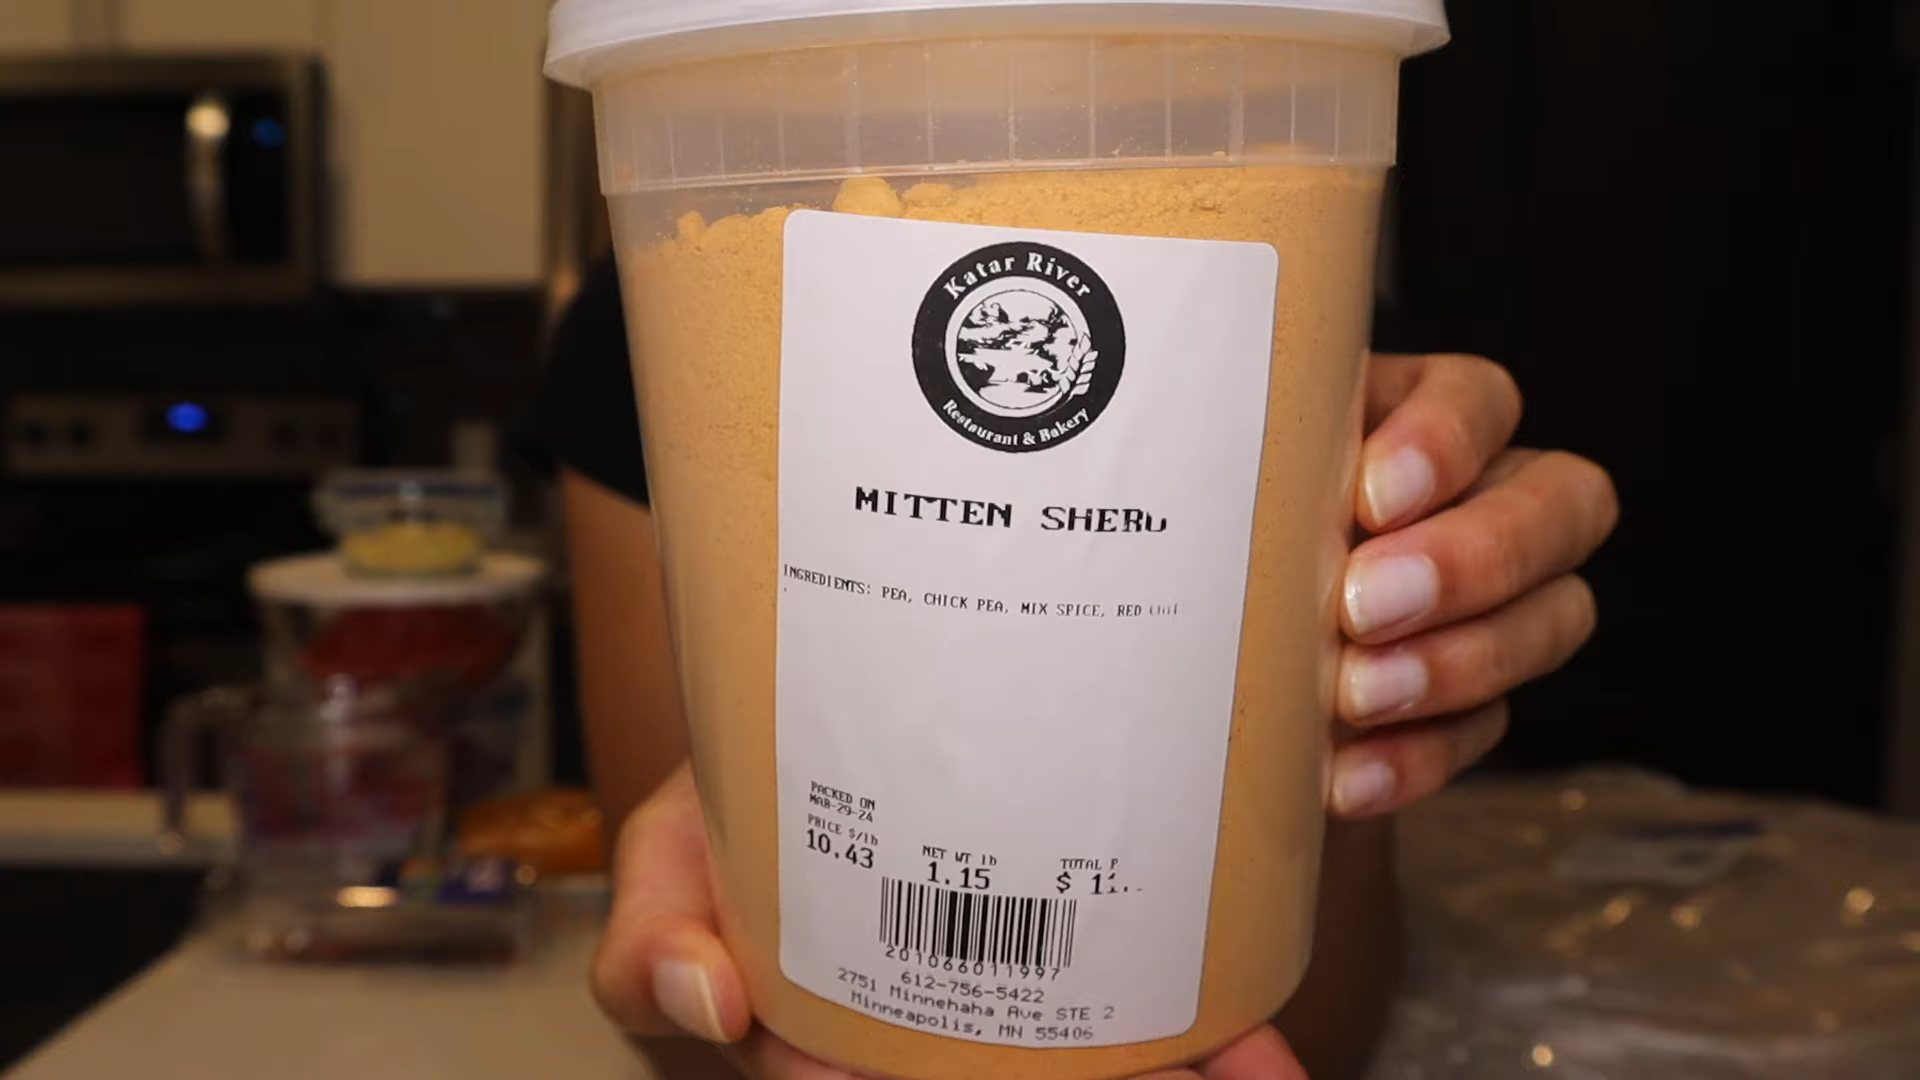 Katar River
Restaurant & Bakery
MITTEN SHERO
INGREDIENTS: PEA, CHICK PEA, MIX SPICE, RED
PACKED ON
MAR-29-24
PRICE $/lb
10.43
NET WT lb
1.15
TOTAL P
$ 11.
201066011997
612-756-5422
2751 Minnehaha Ave STE 2
Minneapolis, MN 55406